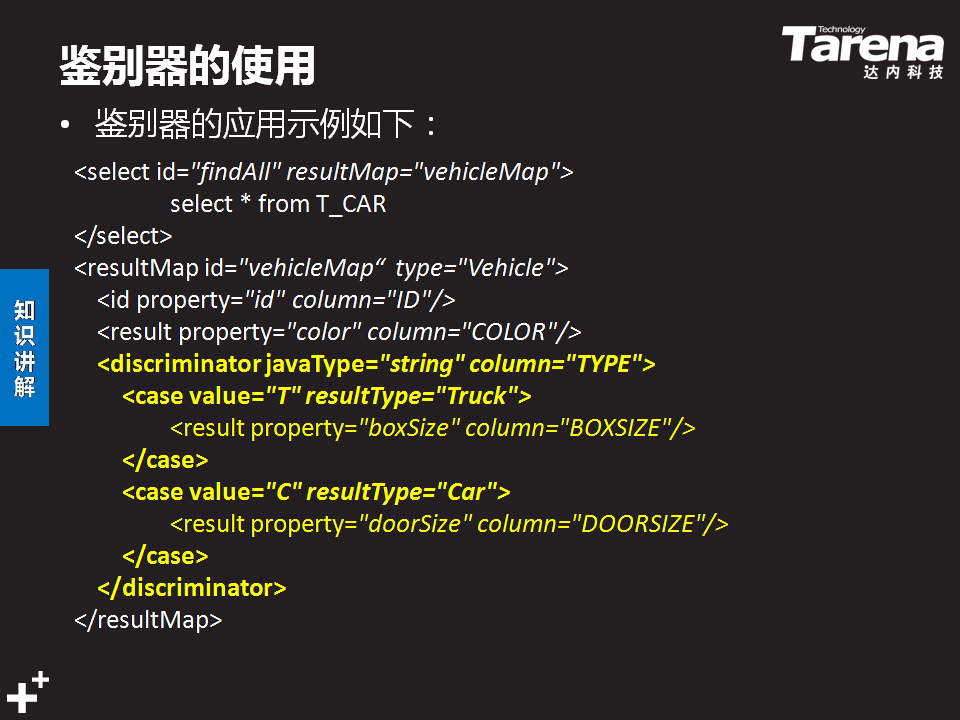 鉴别器的使用
Technology
Tarena
达内科技
• 鉴别器的应用示例如下：
<select id="findAll" resultMap="vehicleMap">
select * from T_CAR
</select>
<resultMap id="vehicleMap“ type="Vehicle">
<id property="id" column="ID"/>
<result property="color" column="COLOR"/>
<discriminator javaType="string" column="TYPE">
<case value="T" resultType="Truck">
<result property="boxSize" column="BOXSIZE"/>
</case>
<case value="C" resultType="Car">
<result property="doorSize" column="DOORSIZE"/>
</case>
</discriminator>
</resultMap>
知识讲解